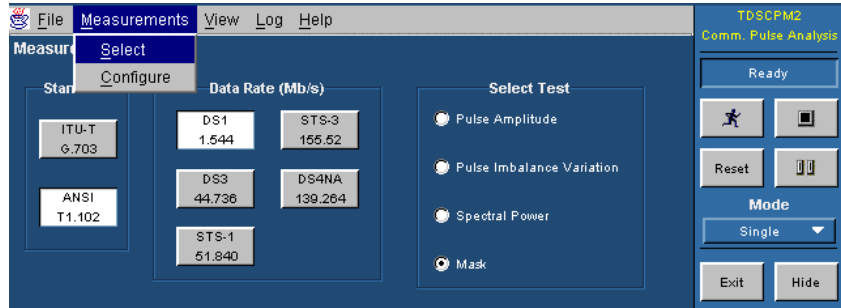 File Measurements View Log Help
TDSCPM2
Comm. Pulse Analysis
Select
Configure
Data Rate (Mb/s)
Select Test
Ready
ITU-T
G.703
ANSI
T1.102
DS1
1.544
STS-3
155.52
DS3
44.736
DS4NA
139.264
STS-1
51.840
Pulse Amplitude
Pulse Imbalance Variation
Spectral Power
Mask
Reset
Mode
Single
Exit
Hide